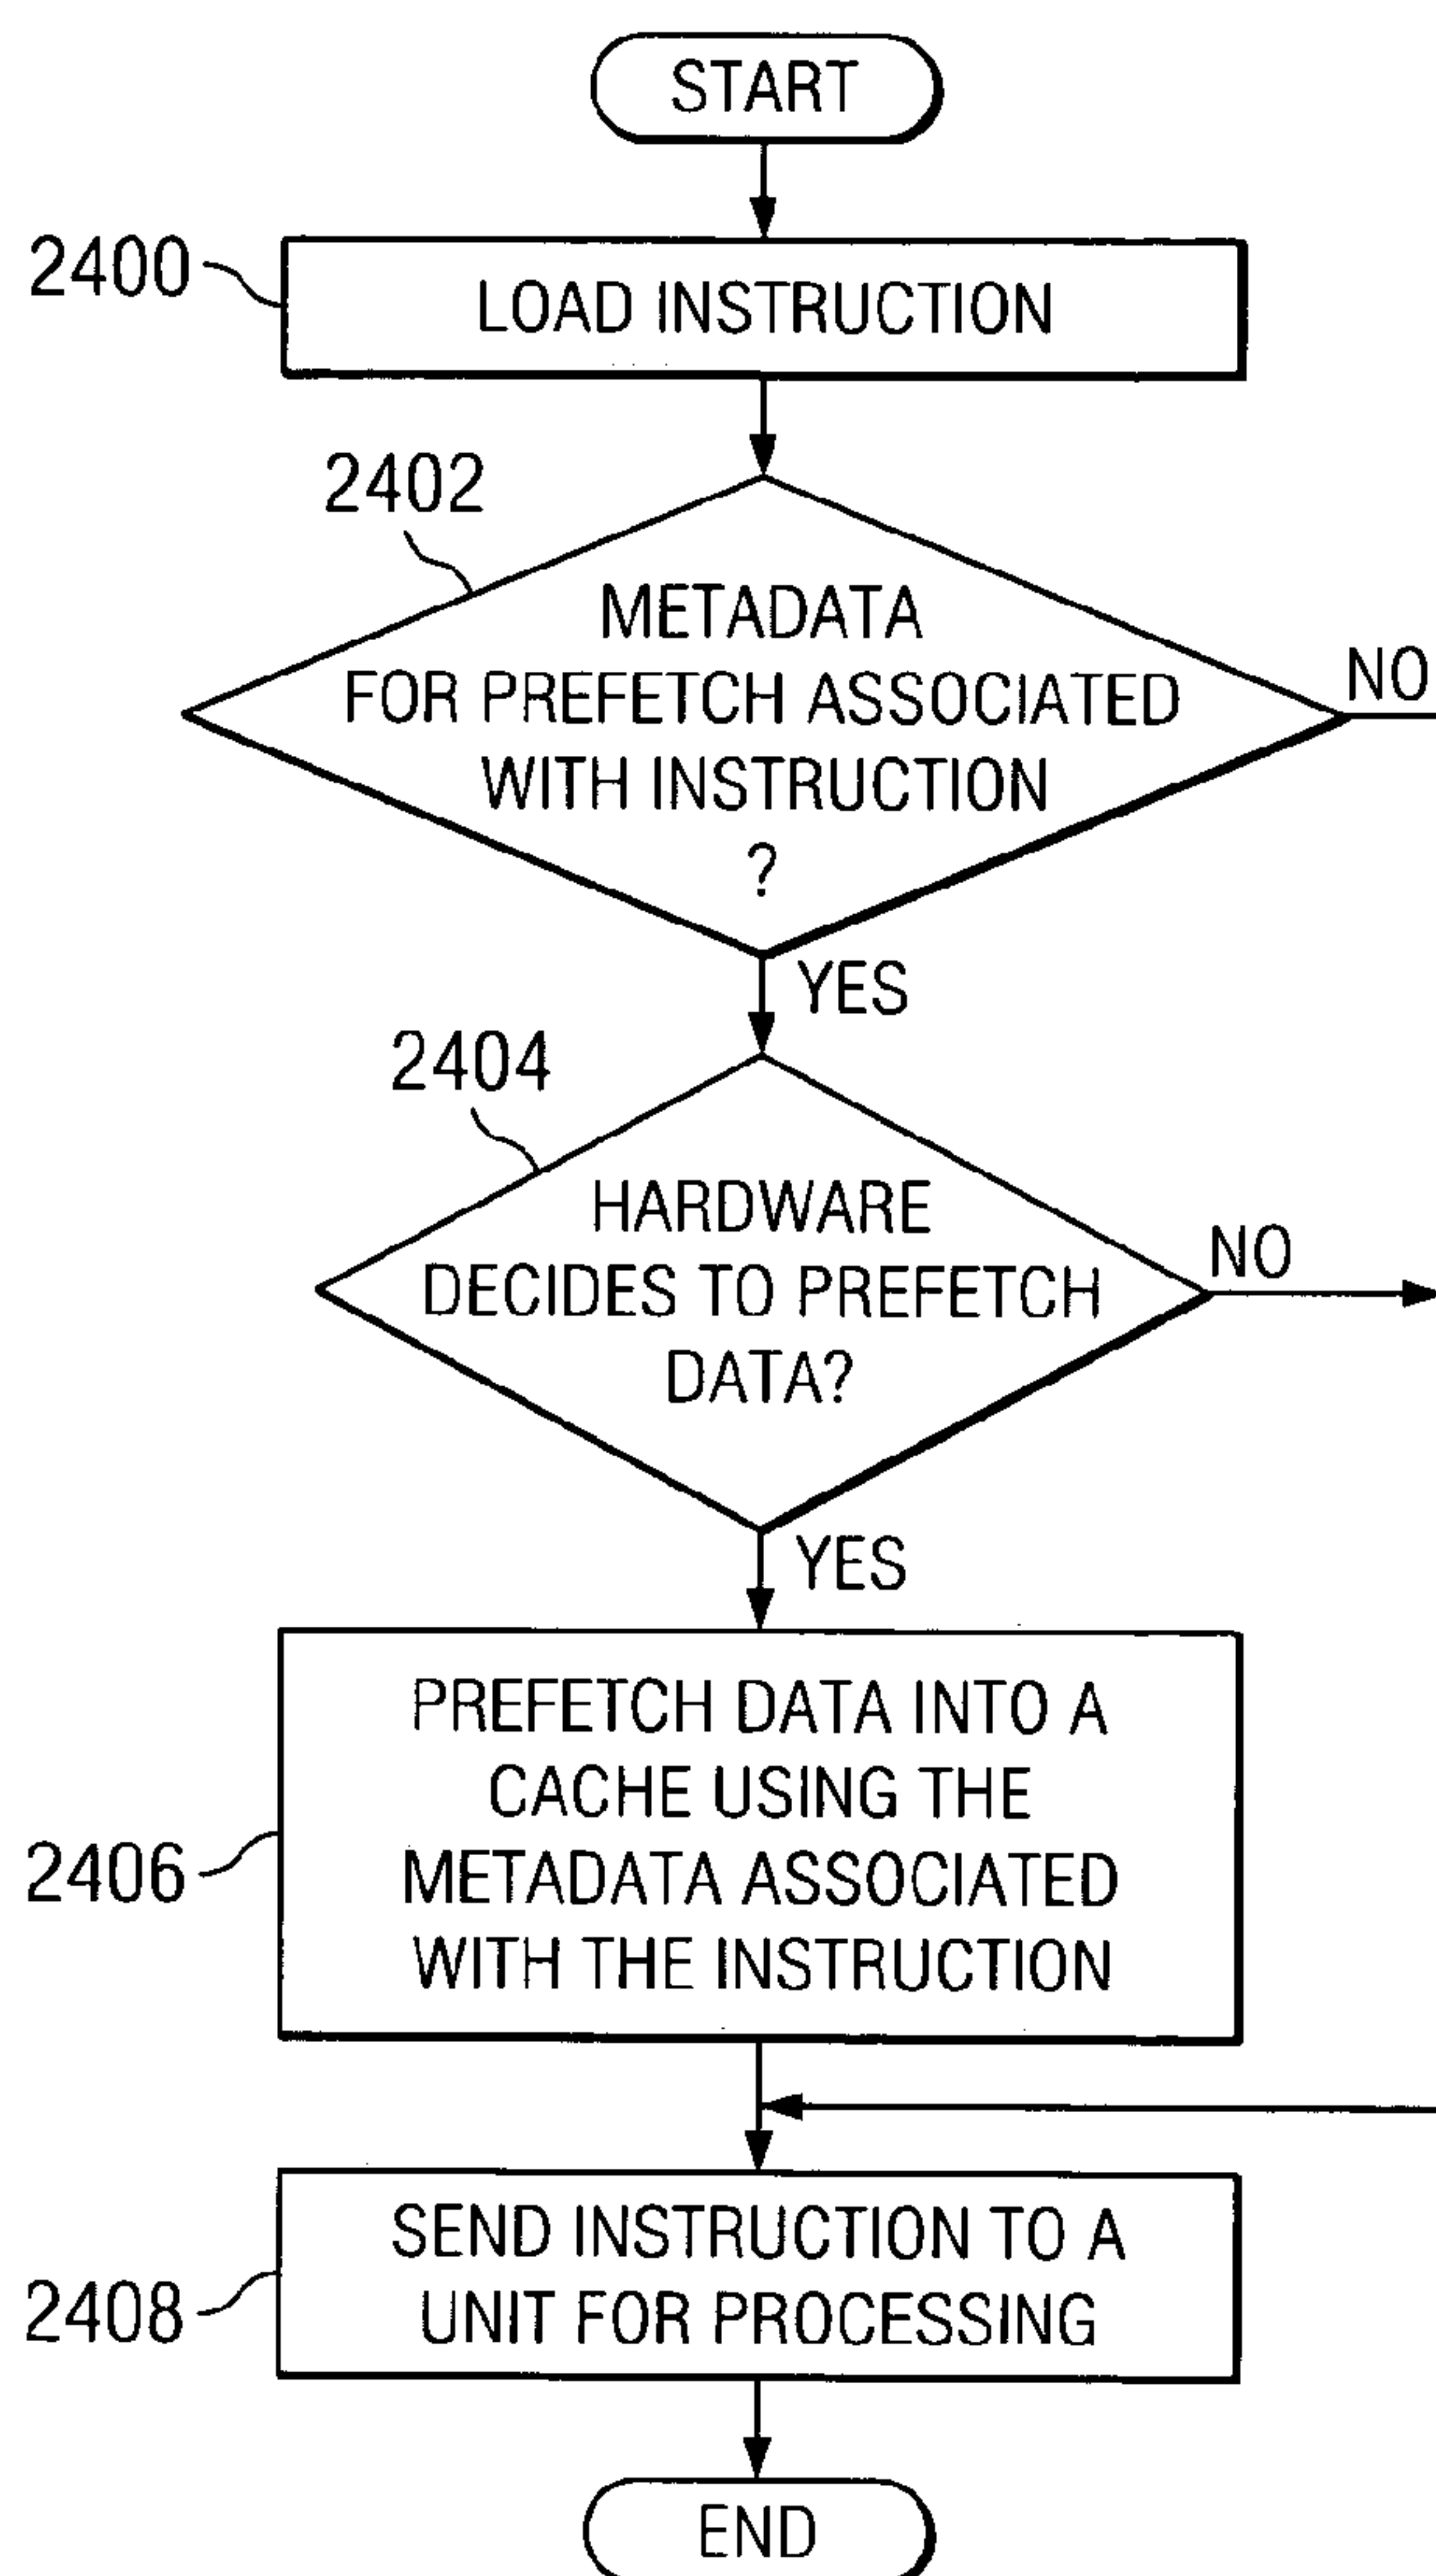 START
2400
LOAD INSTRUCTION
2402
METADATA
FOR PREFETCH ASSOCIATED
WITH INSTRUCTION
?
NO
YES
2404
HARDWARE
DECIDES TO PREFETCH
DATA?
NO
YES
2406
PREFETCH DATA INTO A
CACHE USING THE
METADATA ASSOCIATED
WITH THE INSTRUCTION
2408
SEND INSTRUCTION TO A
UNIT FOR PROCESSING
END